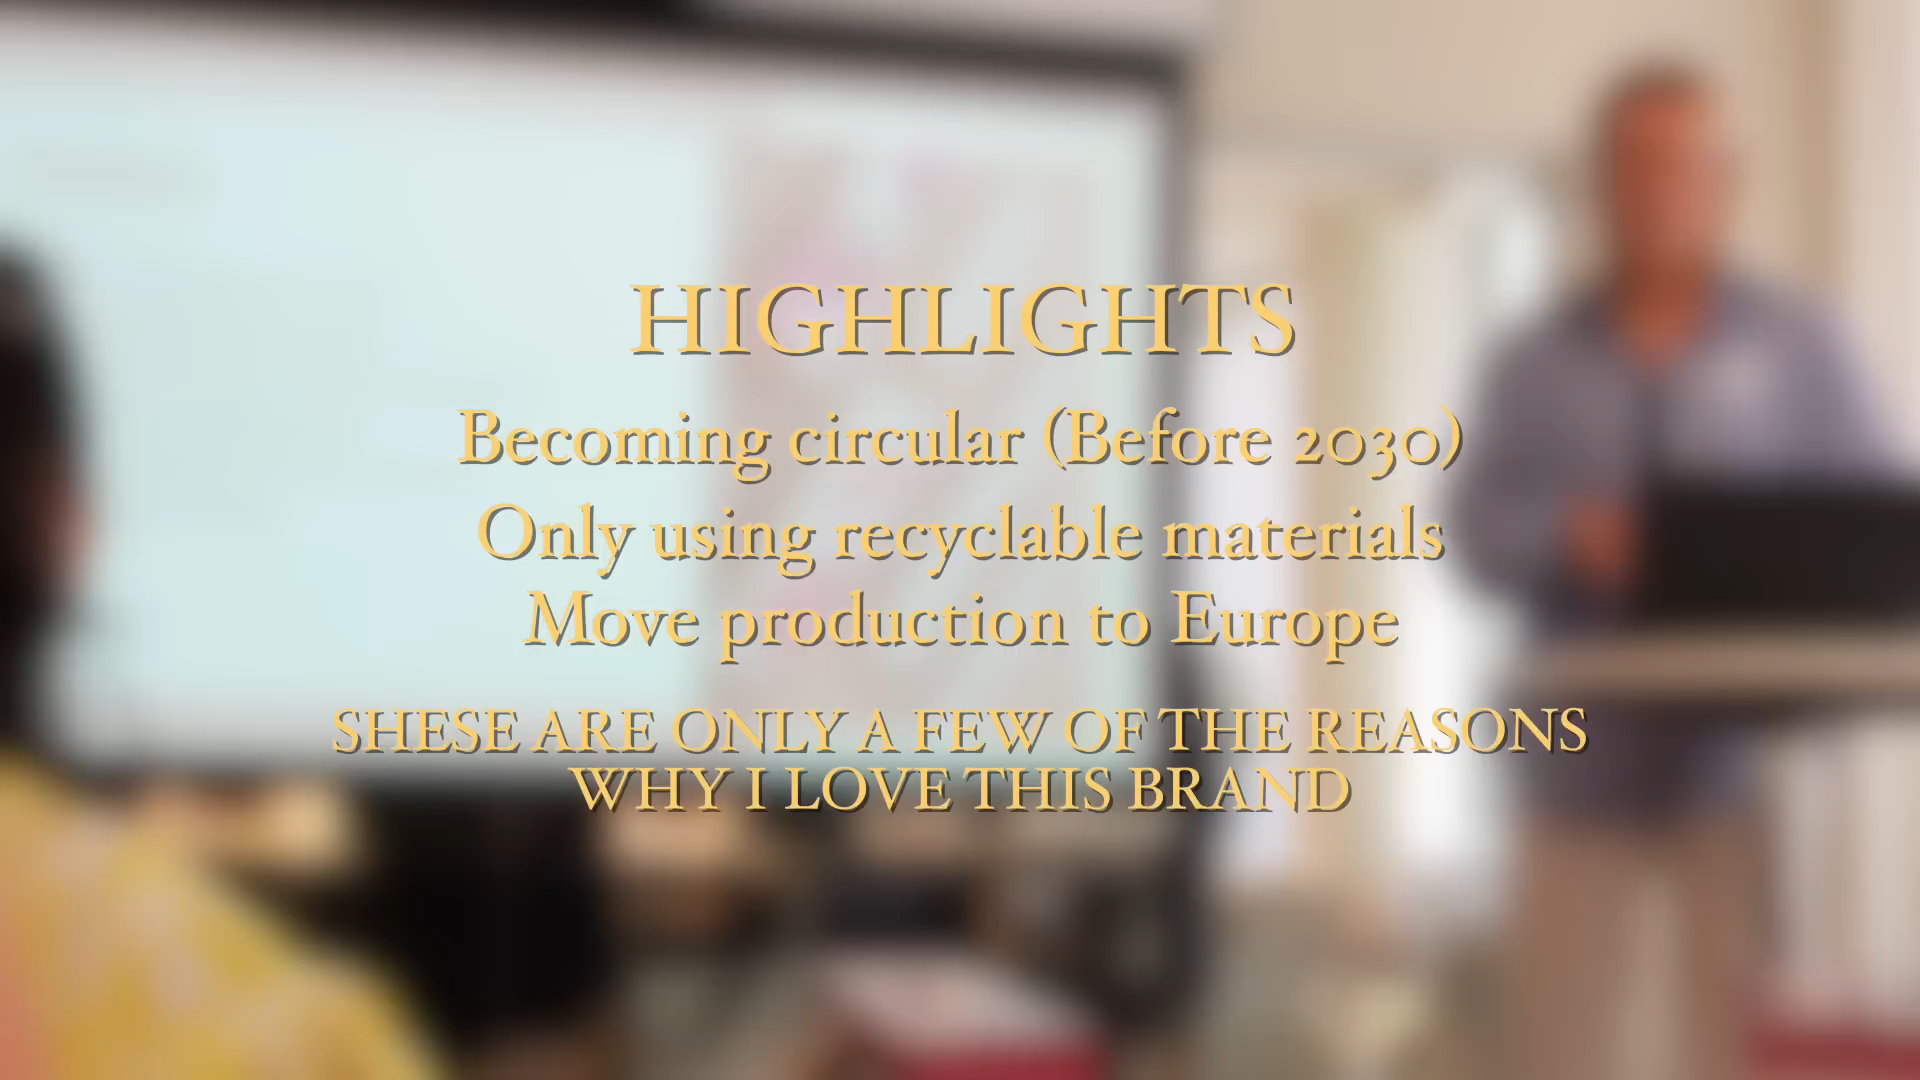 HIGHLIGHTS
Becoming circular (Before 2030)
Only using recyclable materials
Move production to Europe
SHESE ARE ONLY A FEW OF THE REASONS
WHY I LOVE THIS BRAND